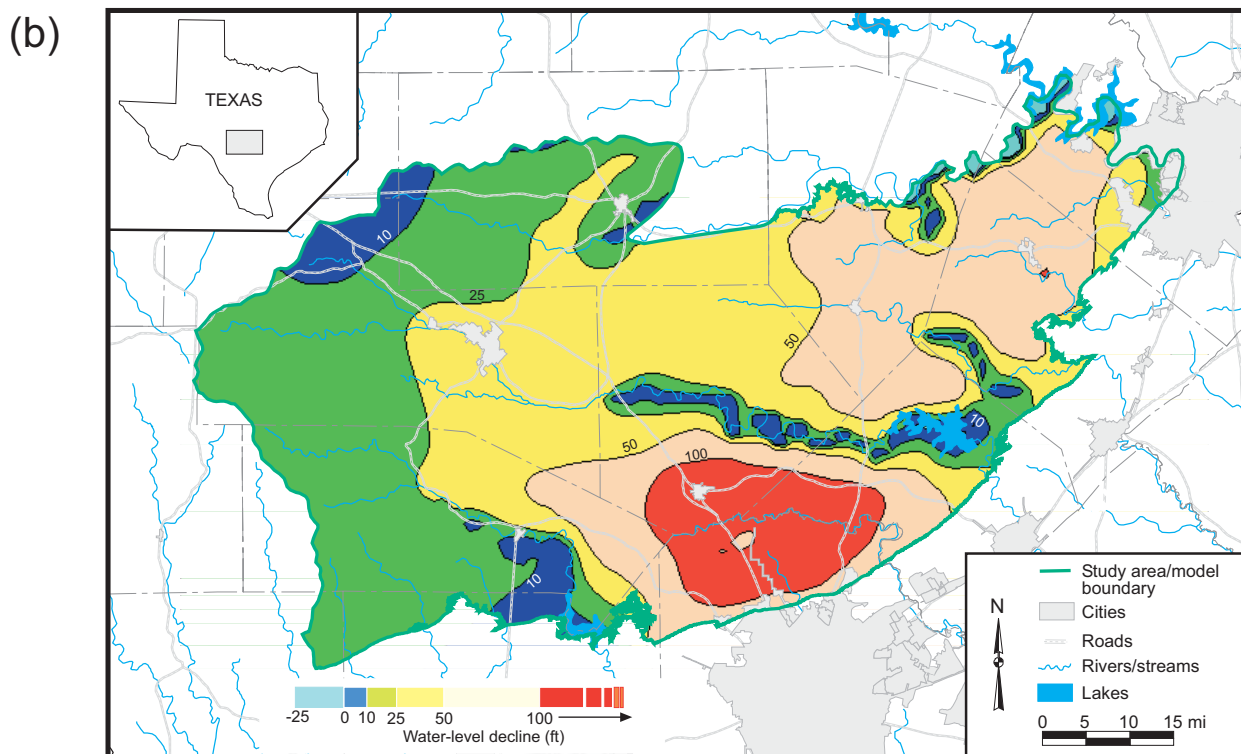 (b)
TEXAS
10
25
50
50
10
100
10
N
Study area/model
boundary
Cities
Roads
Rivers/streams
Lakes
0 5 10 15 mi
-25 0 10 25 50 100
Water-level decline (ft)